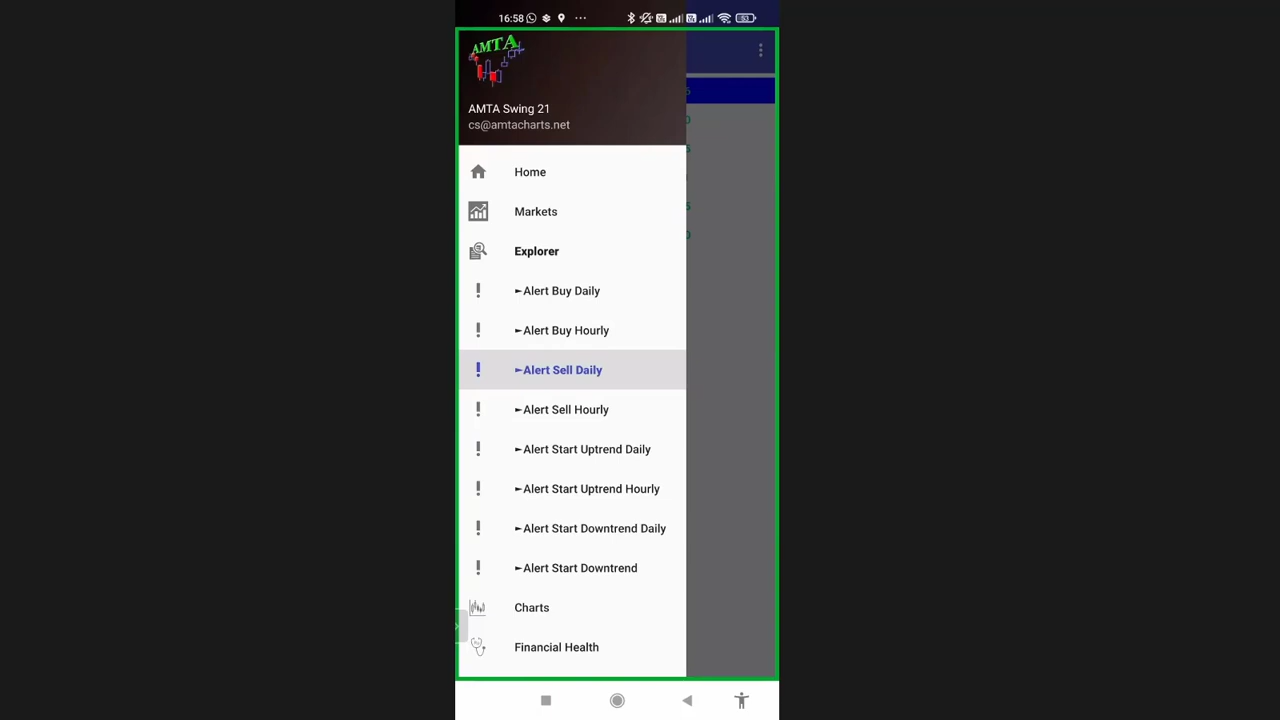 16:58
53
AMTA
AMTA Swing 21
cs@amtacharts.net
Home
Markets
Explorer
►Alert Buy Daily
►Alert Buy Hourly
►Alert Sell Daily
►Alert Sell Hourly
►Alert Start Uptrend Daily
►Alert Start Uptrend Hourly
►Alert Start Downtrend Daily
►Alert Start Downtrend
Charts
Financial Health